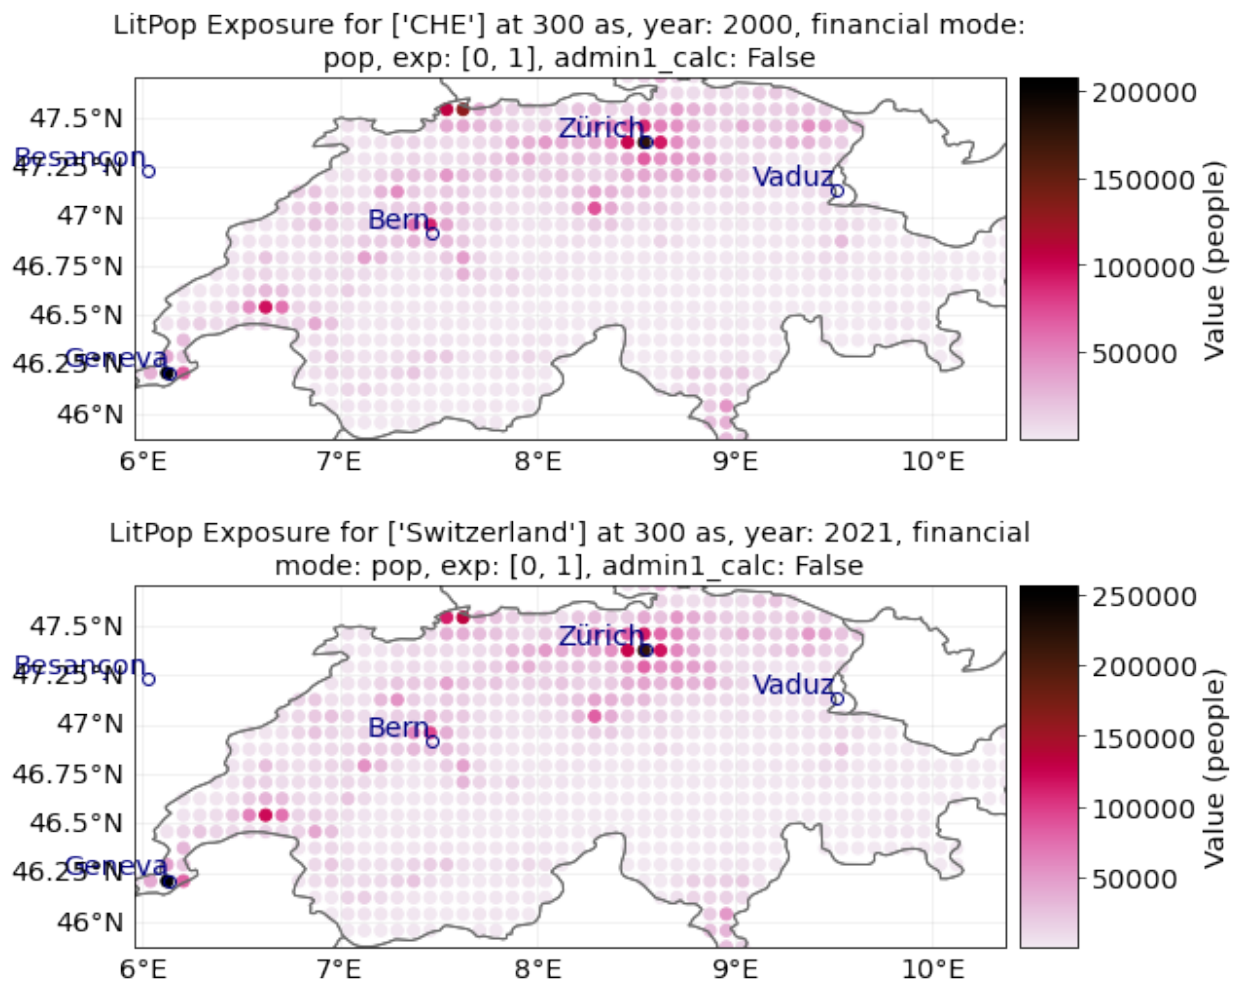 LitPop Exposure for ['CHE'] at 300 as, year: 2000, financial mode:
pop, exp: [0, 1], admin1_calc: False
47.5°N
47.25°N
47°N
46.75°N
46.5°N
46.25°N
46°N
6°E
7°E
8°E
9°E
10°E
Zürich
Besançon
Vaduz
Bern
Geneva
200000
150000
100000
50000
Value (people)
LitPop Exposure for ['Switzerland'] at 300 as, year: 2021, financial
mode: pop, exp: [0, 1], admin1_calc: False
47.5°N
47.25°N
47°N
46.75°N
46.5°N
46.25°N
46°N
6°E
7°E
8°E
9°E
10°E
Zürich
Besançon
Vaduz
Bern
Geneva
250000
200000
150000
100000
50000
Value (people)